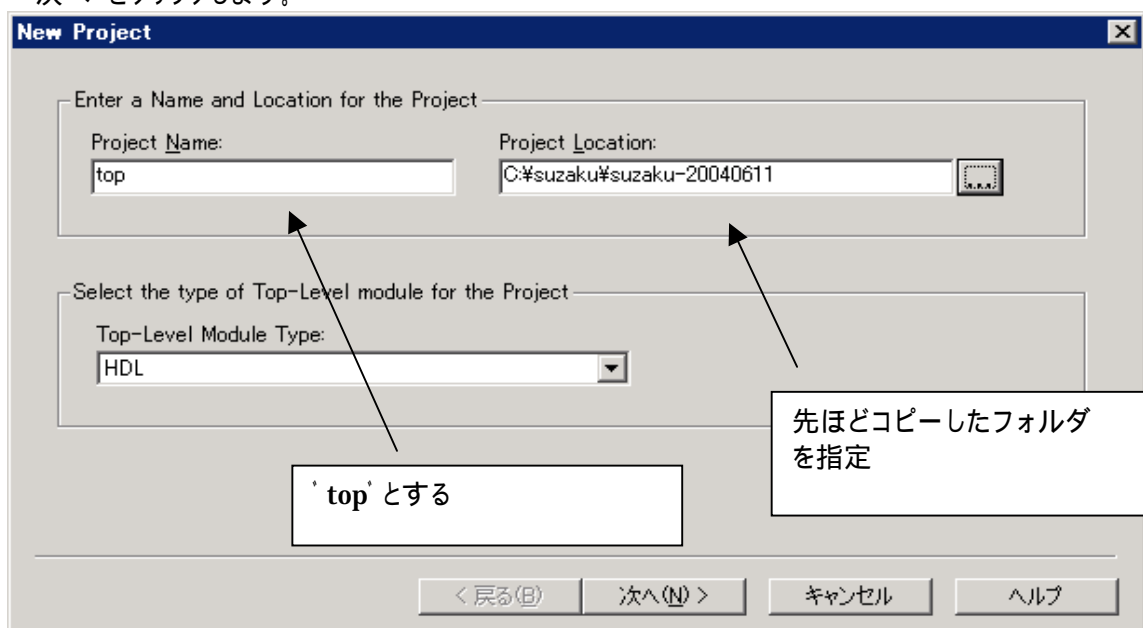 次へ をクリックします。
New Project
Enter a Name and Location for the Project
Project Name:
Project Location:
top
C:¥suzaku¥suzaku-20040611
...
Select the type of Top-Level module for the Project
Top-Level Module Type:
HDL
先ほどコピーしたフォルダ
を指定
゛top゛とする
< 戻る(B)
次へ(N) >
キャンセル
ヘルプ